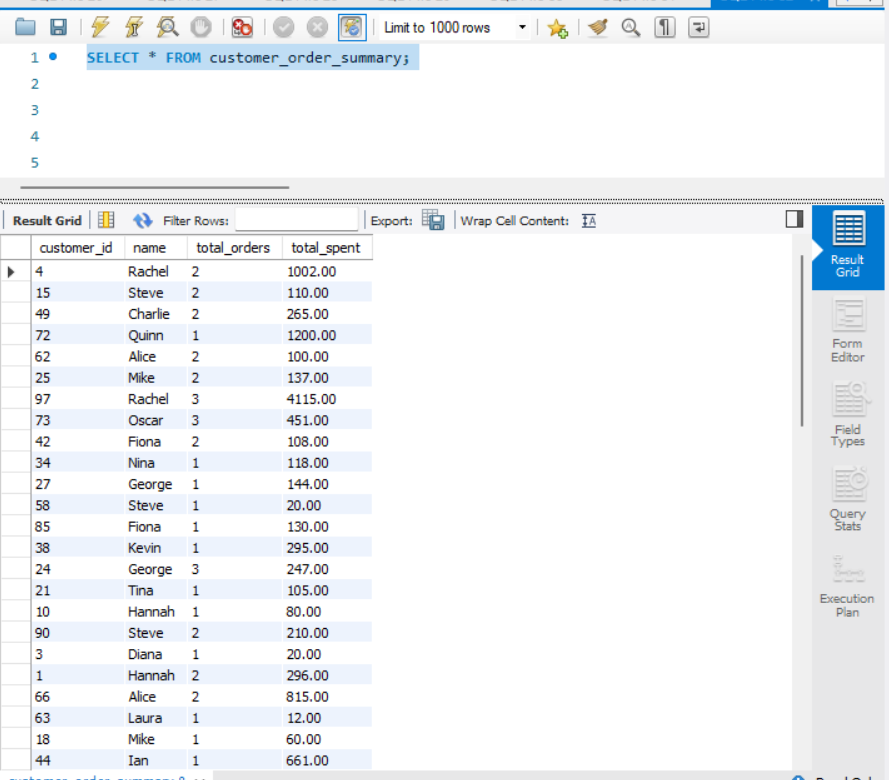 Limit to 1000 rows
1 SELECT * FROM customer_order_summary;
2
3
4
5
Result Grid Filter Rows: Export: Wrap Cell Content:
customer_id name total_orders total_spent
4 Rachel 2 1002.00
15 Steve 2 110.00
49 Charlie 2 265.00
72 Quinn 1 1200.00
62 Alice 2 100.00
25 Mike 2 137.00
97 Rachel 3 4115.00
73 Oscar 3 451.00
42 Fiona 2 108.00
34 Nina 1 118.00
27 George 1 144.00
58 Steve 1 20.00
85 Fiona 1 130.00
38 Kevin 1 295.00
24 George 3 247.00
21 Tina 1 105.00
10 Hannah 1 80.00
90 Steve 2 210.00
3 Diana 1 20.00
1 Hannah 2 296.00
66 Alice 2 815.00
63 Laura 1 12.00
18 Mike 1 60.00
44 Ian 1 661.00
Result
Grid
Form
Editor
Field
Types
Query
Stats
Execution
Plan